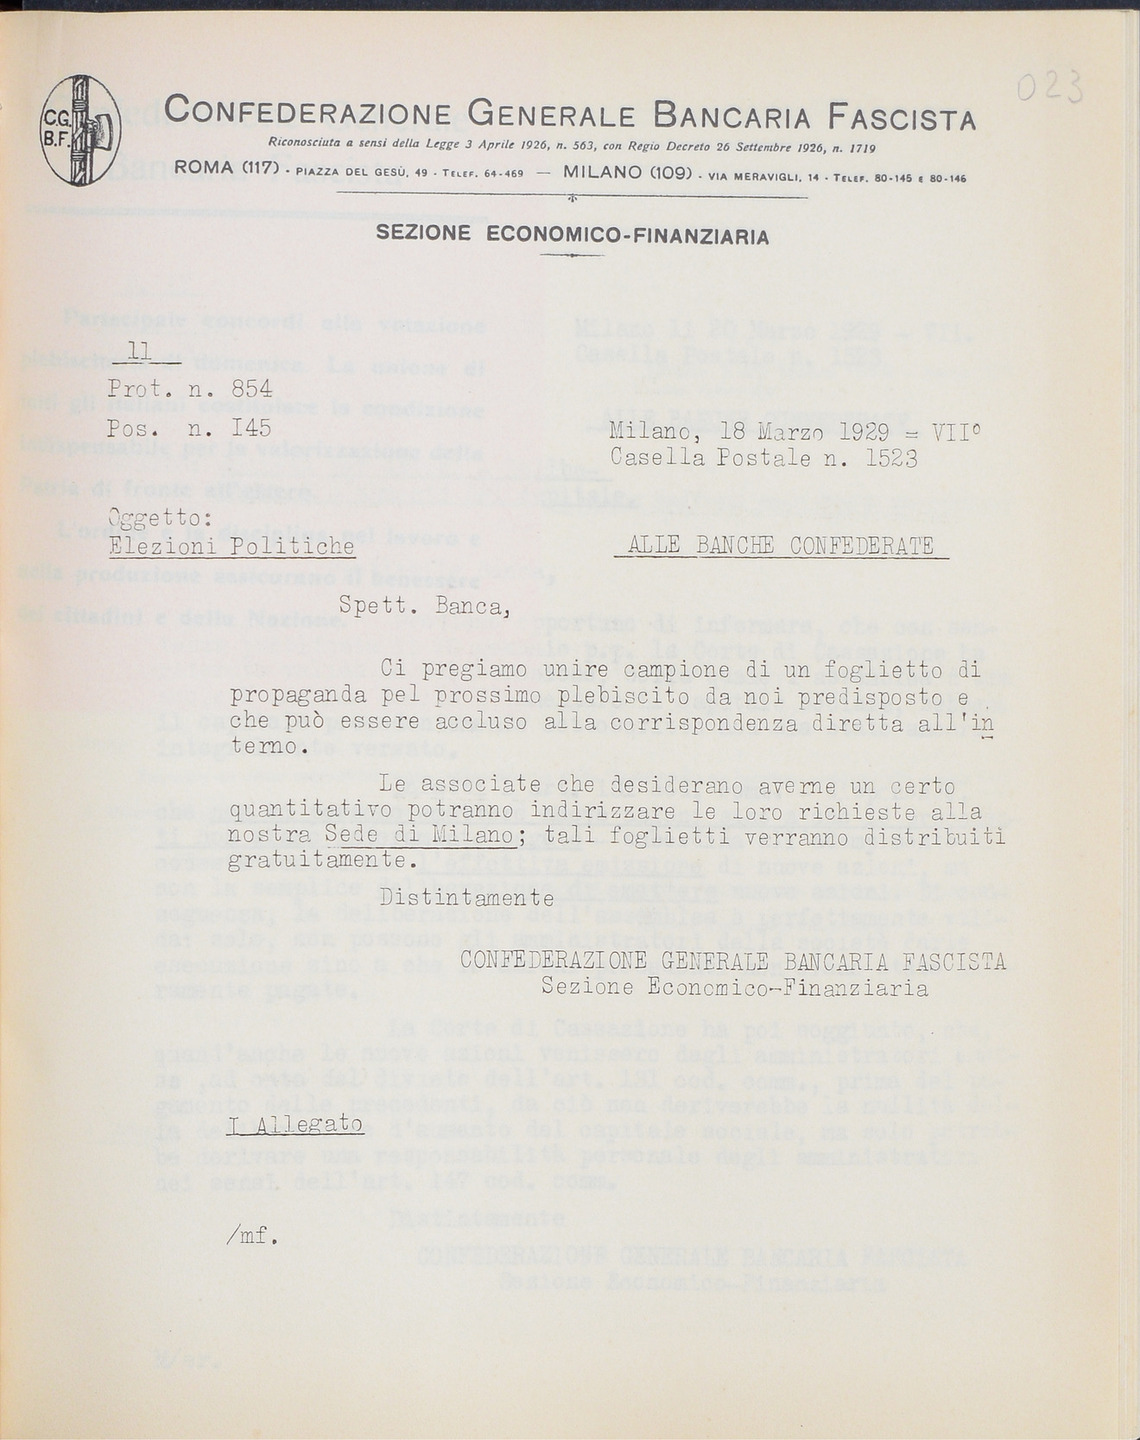 023
C.G.
B.F.
CONFEDERAZIONE GENERALE BANCARIA FASCISTA
Riconosciuta a sensi della Legge 3 Aprile 1926, n. 563, con Regio Decreto 26 Settembre 1926, n. 1719
ROMA (117) - PIAZZA DEL GESÙ, 49 - TELEF. 64-469 — MILANO (109) - VIA MERAVIGLI, 14 - TELEF. 80-145 E 80-146
SEZIONE ECONOMICO-FINANZIARIA
11
Prot. n. 854
Pos. n. I45
Milano, 18 Marzo 1929 = VII°
Casella Postale n. 1523
Oggetto:
Elezioni Politiche
ALLE BANCHE CONFEDERATE
Spett. Banca,
Ci pregiamo unire campione di un foglietto di
propaganda pel prossimo plebiscito da noi predisposto e
che può essere accluso alla corrispondenza diretta all'in
terno.
Le associate che desiderano averne un certo
quantitativo potranno indirizzare le loro richieste alla
nostra Sede di Milano; tali foglietti verranno distribuiti
gratuitamente.
Distintamente
CONFEDERAZIONE GENERALE BANCARIA FASCISTA
Sezione Economico-Finanziaria
I Allegato
/mf.